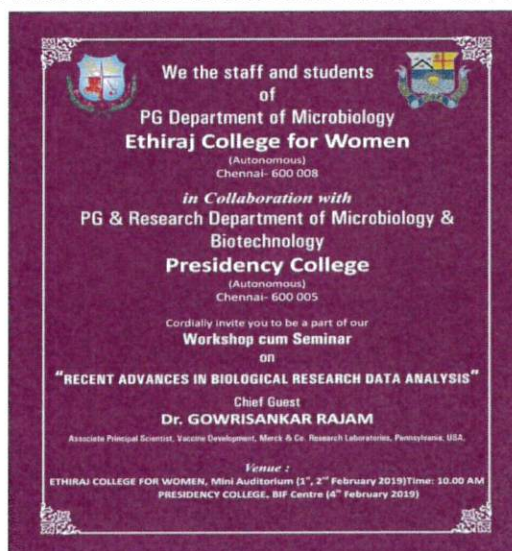 We the staff and students
of
PG Department of Microbiology
Ethiraj College for Women
(Autonomous)
Chennai- 600 008
in Collaboration with
PG & Research Department of Microbiology &
Biotechnology
Presidency College
(Autonomous)
Chennai- 600 005
Cordially invite you to be a part of our
Workshop cum Seminar
on
"RECENT ADVANCES IN BIOLOGICAL RESEARCH DATA ANALYSIS"
Chief Guest
Dr. GOWRISANKAR RAJAM
Associate Principal Scientist, Vaccine Development, Merck & Co. Research Laboratories, Pennsylvania, USA.
Venue :
ETHIRAJ COLLEGE FOR WOMEN, Mini Auditorium (1st, 2nd February 2019)Time: 10.00 AM
PRESIDENCY COLLEGE, BIF Centre (4th February 2019)